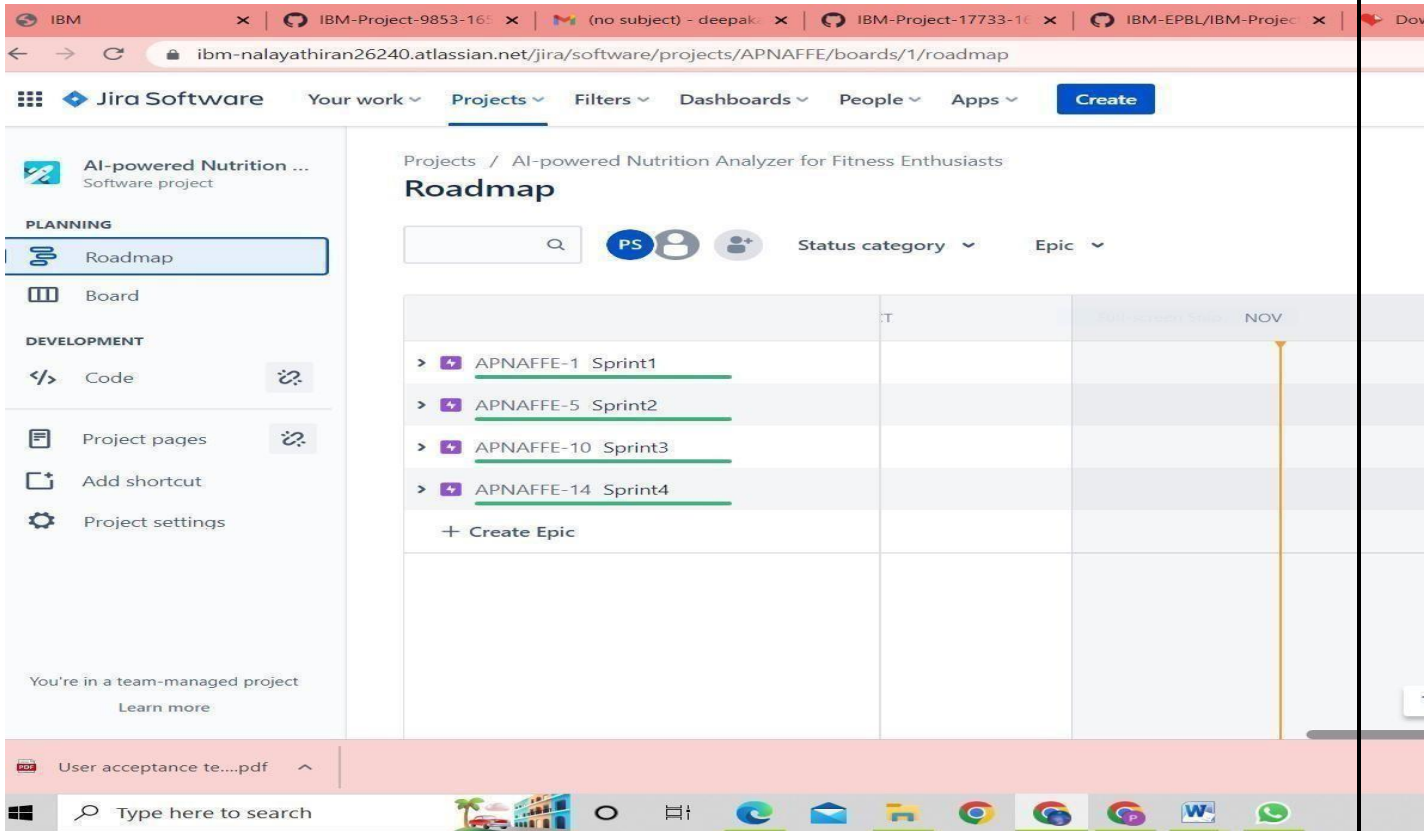 IBM
IBM-Project-9853-165
(no subject) - deepaka
IBM-Project-17733-16
IBM-EPBL/IBM-Projec
Dov
ibm-nalayathiran26240.atlassian.net/jira/software/projects/APNAFFE/boards/1/roadmap
Jira Software Your work Projects Filters Dashboards People Apps Create
AI-powered Nutrition ...
Software project
PLANNING
Roadmap
Board
DEVELOPMENT
</> Code
Project pages
Add shortcut
Project settings
You're in a team-managed project
Learn more
Projects / AI-powered Nutrition Analyzer for Fitness Enthusiasts
Roadmap
PS Status category Epic
NOV
APNAFFE-1 Sprint1
APNAFFE-5 Sprint2
APNAFFE-10 Sprint3
APNAFFE-14 Sprint4
+ Create Epic
PDF User acceptance te....pdf
Type here to search